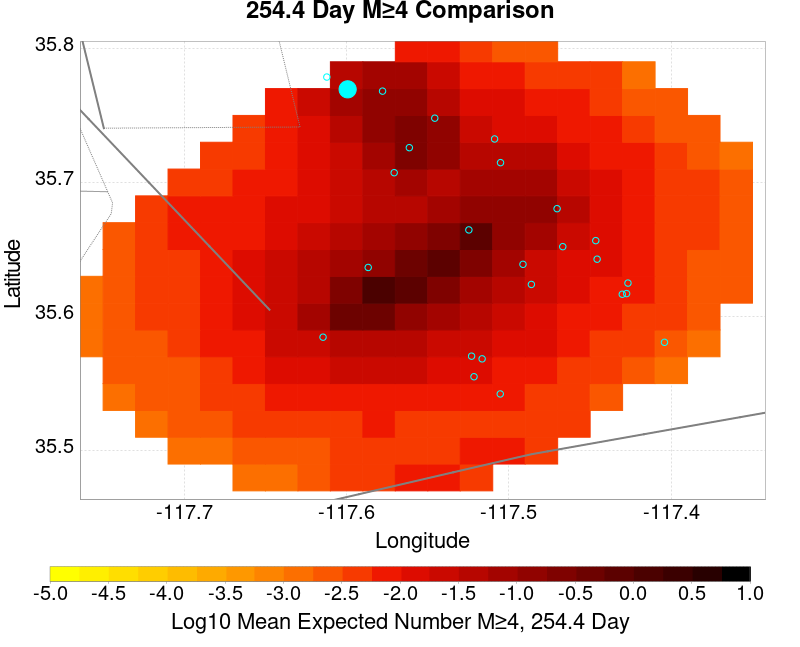 254.4 Day M≥4 Comparison
35.8
35.7
35.6
35.5
Latitude
-117.7 -117.6 -117.5 -117.4
Longitude
-5.0 -4.5 -4.0 -3.5 -3.0 -2.5 -2.0 -1.5 -1.0 -0.5 0.0 0.5 1.0
Log10 Mean Expected Number M≥4, 254.4 Day